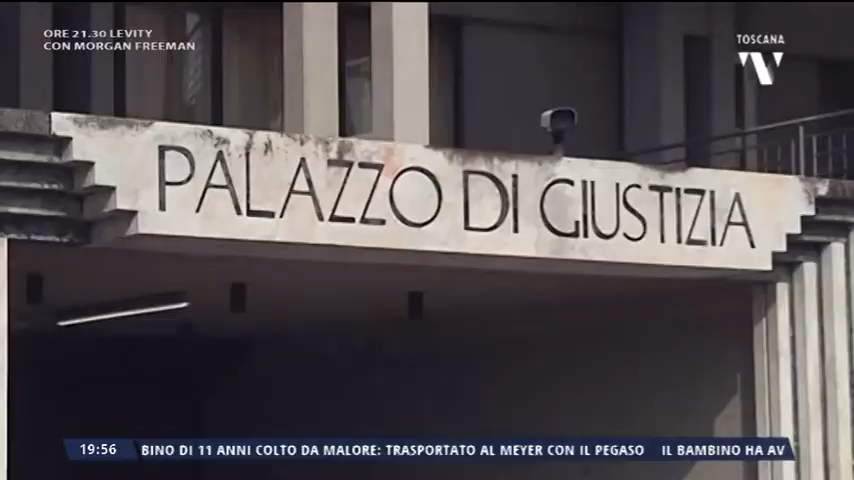 ORE 21.30 LEVITY
CON MORGAN FREEMAN
TOSCANA
TV
PALAZZO DI GIUSTIZIA
19:56
BINO DI 11 ANNI COLTO DA MALORE: TRASPORTATO AL MEYER CON IL PEGASO IL BAMBINO HA AV